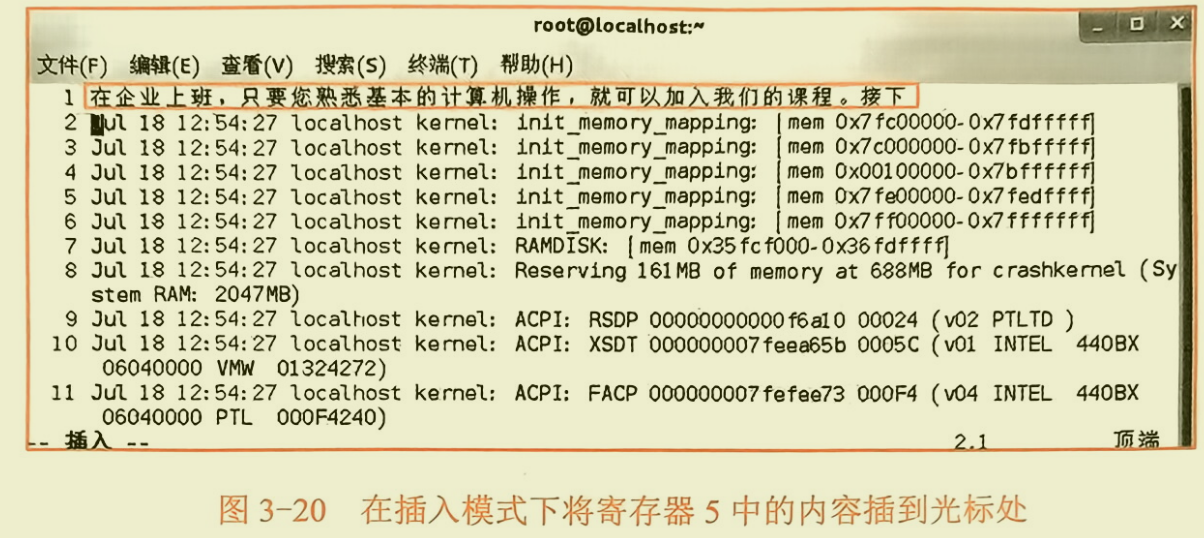 root@localhost:~
文件(F) 编辑(E) 查看(V) 搜索(S) 终端(T) 帮助(H)
1 在企业上班，只要您熟悉基本的计算机操作，就可以加入我们的课程。接下
2 Jul 18 12:54:27 localhost kernel: init_memory_mapping: [mem 0x7fc00000-0x7fdfffff]
3 Jul 18 12:54:27 localhost kernel: init_memory_mapping: [mem 0x7c000000-0x7fbfffff]
4 Jul 18 12:54:27 localhost kernel: init_memory_mapping: [mem 0x00100000-0x7bffffff]
5 Jul 18 12:54:27 localhost kernel: init_memory_mapping: [mem 0x7fe00000-0x7fedffff]
6 Jul 18 12:54:27 localhost kernel: init_memory_mapping: [mem 0x7ff00000-0x7fffffff]
7 Jul 18 12:54:27 localhost kernel: RAMDISK: [mem 0x35fcf000-0x36fdffff]
8 Jul 18 12:54:27 localhost kernel: Reserving 161MB of memory at 688MB for crashkernel (Sy
stem RAM: 2047MB)
9 Jul 18 12:54:27 localhost kernel: ACPI: RSDP 00000000000f6a10 00024 (v02 PTLTD )
10 Jul 18 12:54:27 localhost kernel: ACPI: XSDT 000000007feea65b 0005C (v01 INTEL 440BX
06040000 VMW 01324272)
11 Jul 18 12:54:27 localhost kernel: ACPI: FACP 000000007fefee73 000F4 (v04 INTEL 440BX
06040000 PTL 000F4240)
-- 插入 -- 2,1 顶端
图 3-20 在插入模式下将寄存器 5 中的内容插到光标处